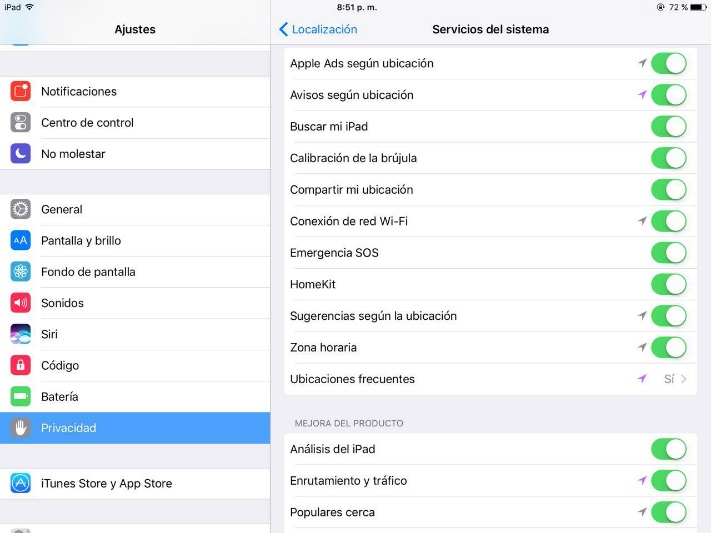 iPad
8:51 p. m.
72 %
Ajustes
Notificaciones
Centro de control
No molestar
General
AA Pantalla y brillo
Fondo de pantalla
Sonidos
Siri
Código
Batería
Privacidad
iTunes Store y App Store
Localización
Servicios del sistema
Apple Ads según ubicación
Avisos según ubicación
Buscar mi iPad
Calibración de la brújula
Compartir mi ubicación
Conexión de red Wi-Fi
Emergencia SOS
HomeKit
Sugerencias según la ubicación
Zona horaria
Ubicaciones frecuentes Sí
MEJORA DEL PRODUCTO
Análisis del iPad
Enrutamiento y tráfico
Populares cerca